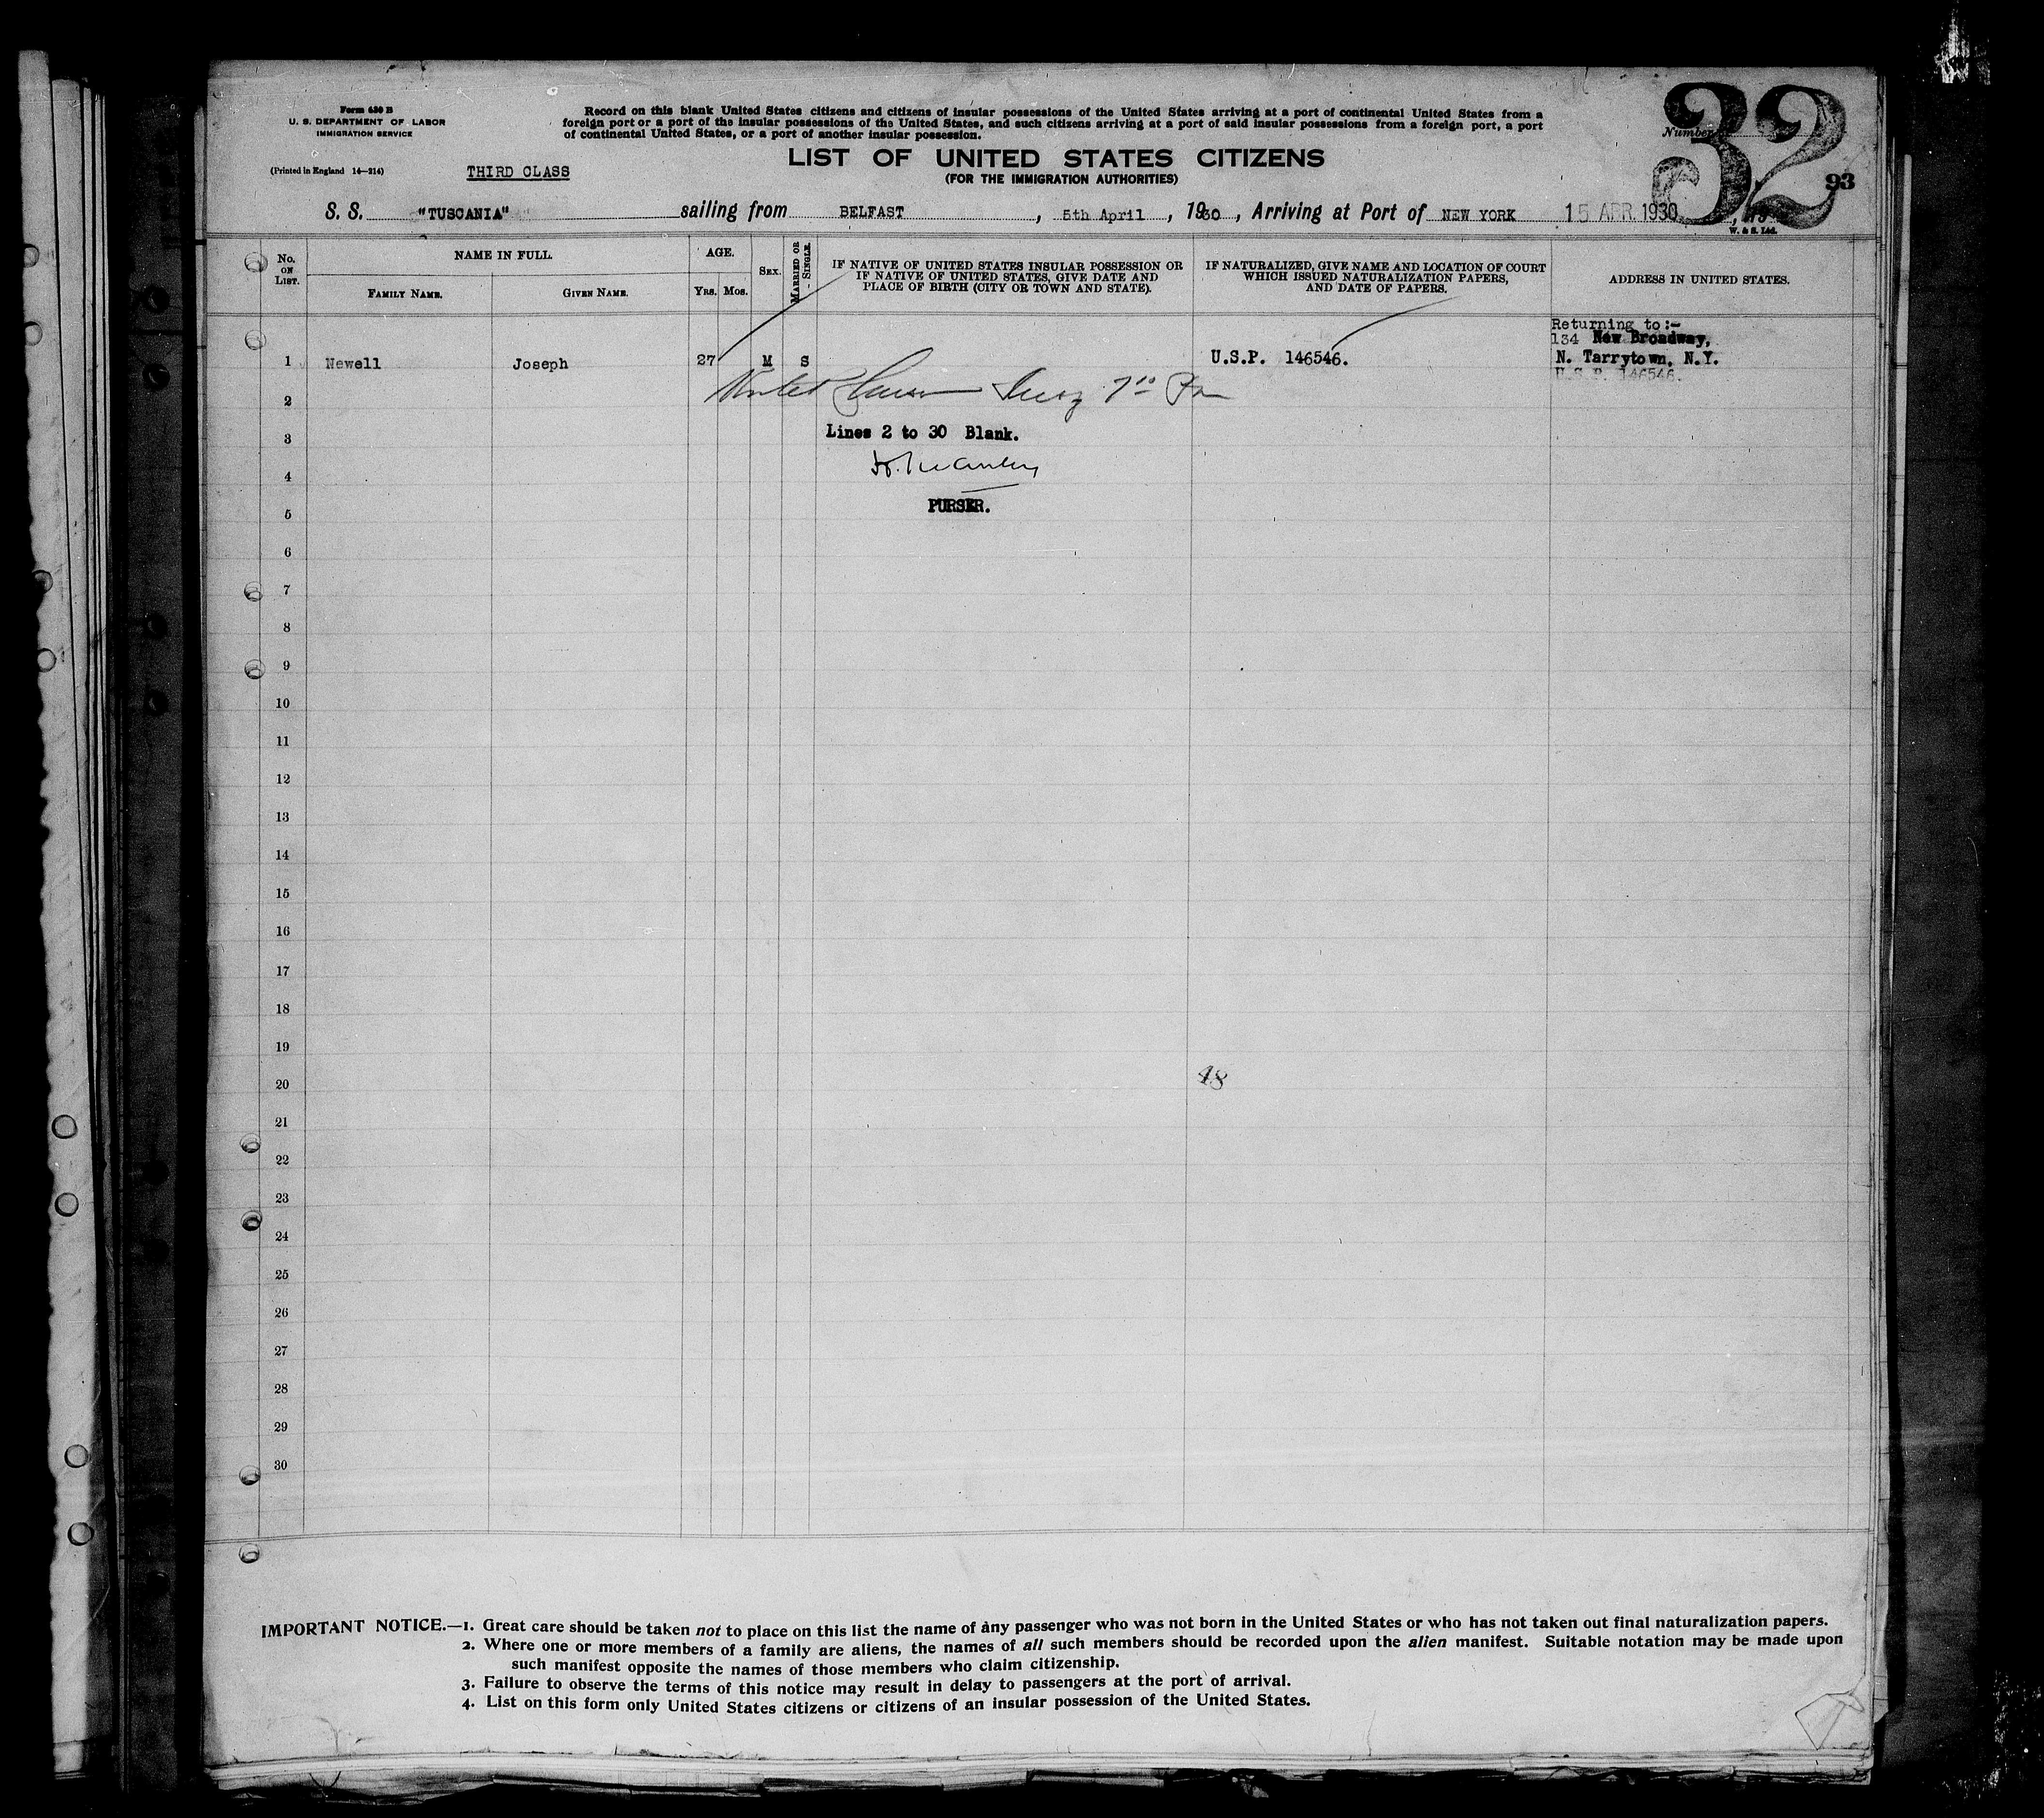 Form 630 B
U. S. DEPARTMENT OF LABOR
IMMIGRATION SERVICE
(Printed in England 14—214)
THIRD CLASS
Record on this blank United States citizens and citizens of insular possessions of the United States arriving at a port of continental United States from a
foreign port or a port of the insular possessions of the United States, and such citizens arriving at a port of said insular possessions from a foreign port, a port
of continental United States, or a port of another insular possession.
LIST OF UNITED STATES CITIZENS
(FOR THE IMMIGRATION AUTHORITIES)
Number
32
93
S. S. "TUSCANIA" sailing from BELFAST, 5th April, 1930, Arriving at Port of NEW YORK 15 APR 1930, 19
W. & S. Ltd.
No. ON LIST.
NAME IN FULL.
FAMILY NAME.
GIVEN NAME.
AGE.
YRS. MOS.
SEX.
MARRIED OR SINGLE.
IF NATIVE OF UNITED STATES INSULAR POSSESSION OR
IF NATIVE OF UNITED STATES, GIVE DATE AND
PLACE OF BIRTH (CITY OR TOWN AND STATE).
IF NATURALIZED, GIVE NAME AND LOCATION OF COURT
WHICH ISSUED NATURALIZATION PAPERS,
AND DATE OF PAPERS.
ADDRESS IN UNITED STATES.
Returning to:-
134 New Broadway,
1 Newell Joseph 27 M S U.S.P. 146546. N. Tarrytown, N.Y.
U.S.P. 146546.
2
3 Lines 2 to 30 Blank.
4
5 PURSER.
6
7
8
9
10
11
12
13
14
15
16
17
18
19
20 48
21
22
23
24
25
26
27
28
29
30
IMPORTANT NOTICE.—1. Great care should be taken not to place on this list the name of any passenger who was not born in the United States or who has not taken out final naturalization papers.
2. Where one or more members of a family are aliens, the names of all such members should be recorded upon the alien manifest. Suitable notation may be made upon
such manifest opposite the names of those members who claim citizenship.
3. Failure to observe the terms of this notice may result in delay to passengers at the port of arrival.
4. List on this form only United States citizens or citizens of an insular possession of the United States.